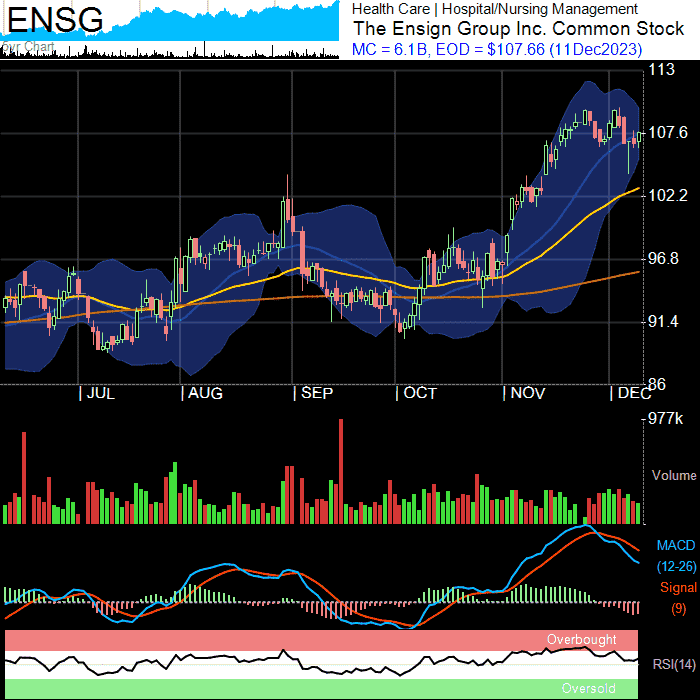 ENSG
5yr Chart
Health Care | Hospital/Nursing Management
The Ensign Group Inc. Common Stock
MC = 6.1B, EOD = $107.66 (11Dec2023)
113
107.6
102.2
96.8
91.4
86
| JUL | AUG | SEP | OCT | NOV | DEC
977k
Volume
MACD
(12-26)
Signal
(9)
Overbought
RSI(14)
Oversold